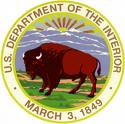 U.S. DEPARTMENT OF THE INTERIOR
MARCH 3, 1849